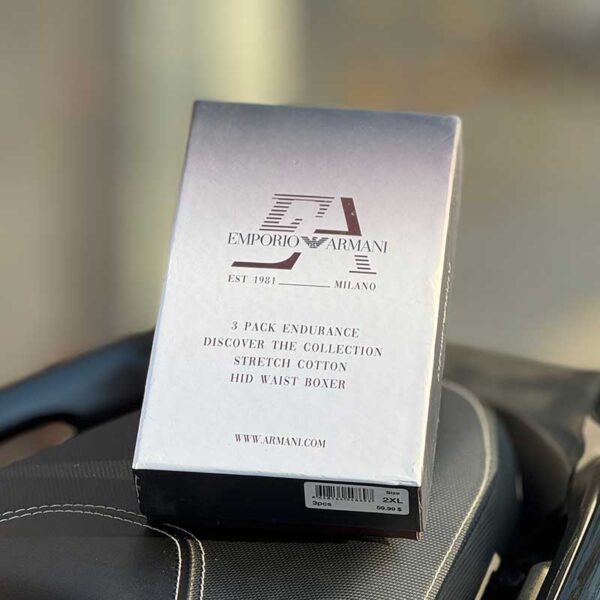 EA
EMPORIO ARMANI
EST 1981 MILANO
3 PACK ENDURANCE
DISCOVER THE COLLECTION
STRETCH COTTON
HID WAIST BOXER
WWW.ARMANI.COM
Size
3pcs 2XL
59.99 $